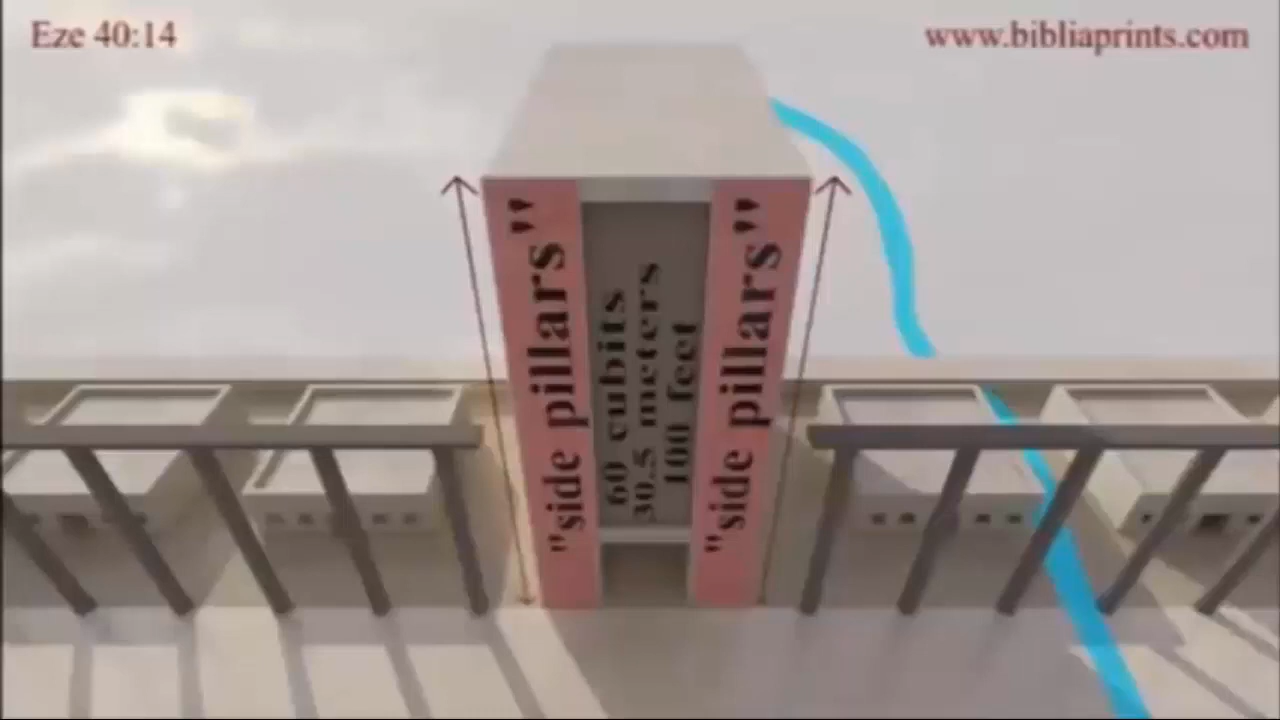 Eze 40:14
www.bibliaprints.com
"side pillars"
60 cubits
30.5 meters
100 feet
"side pillars"